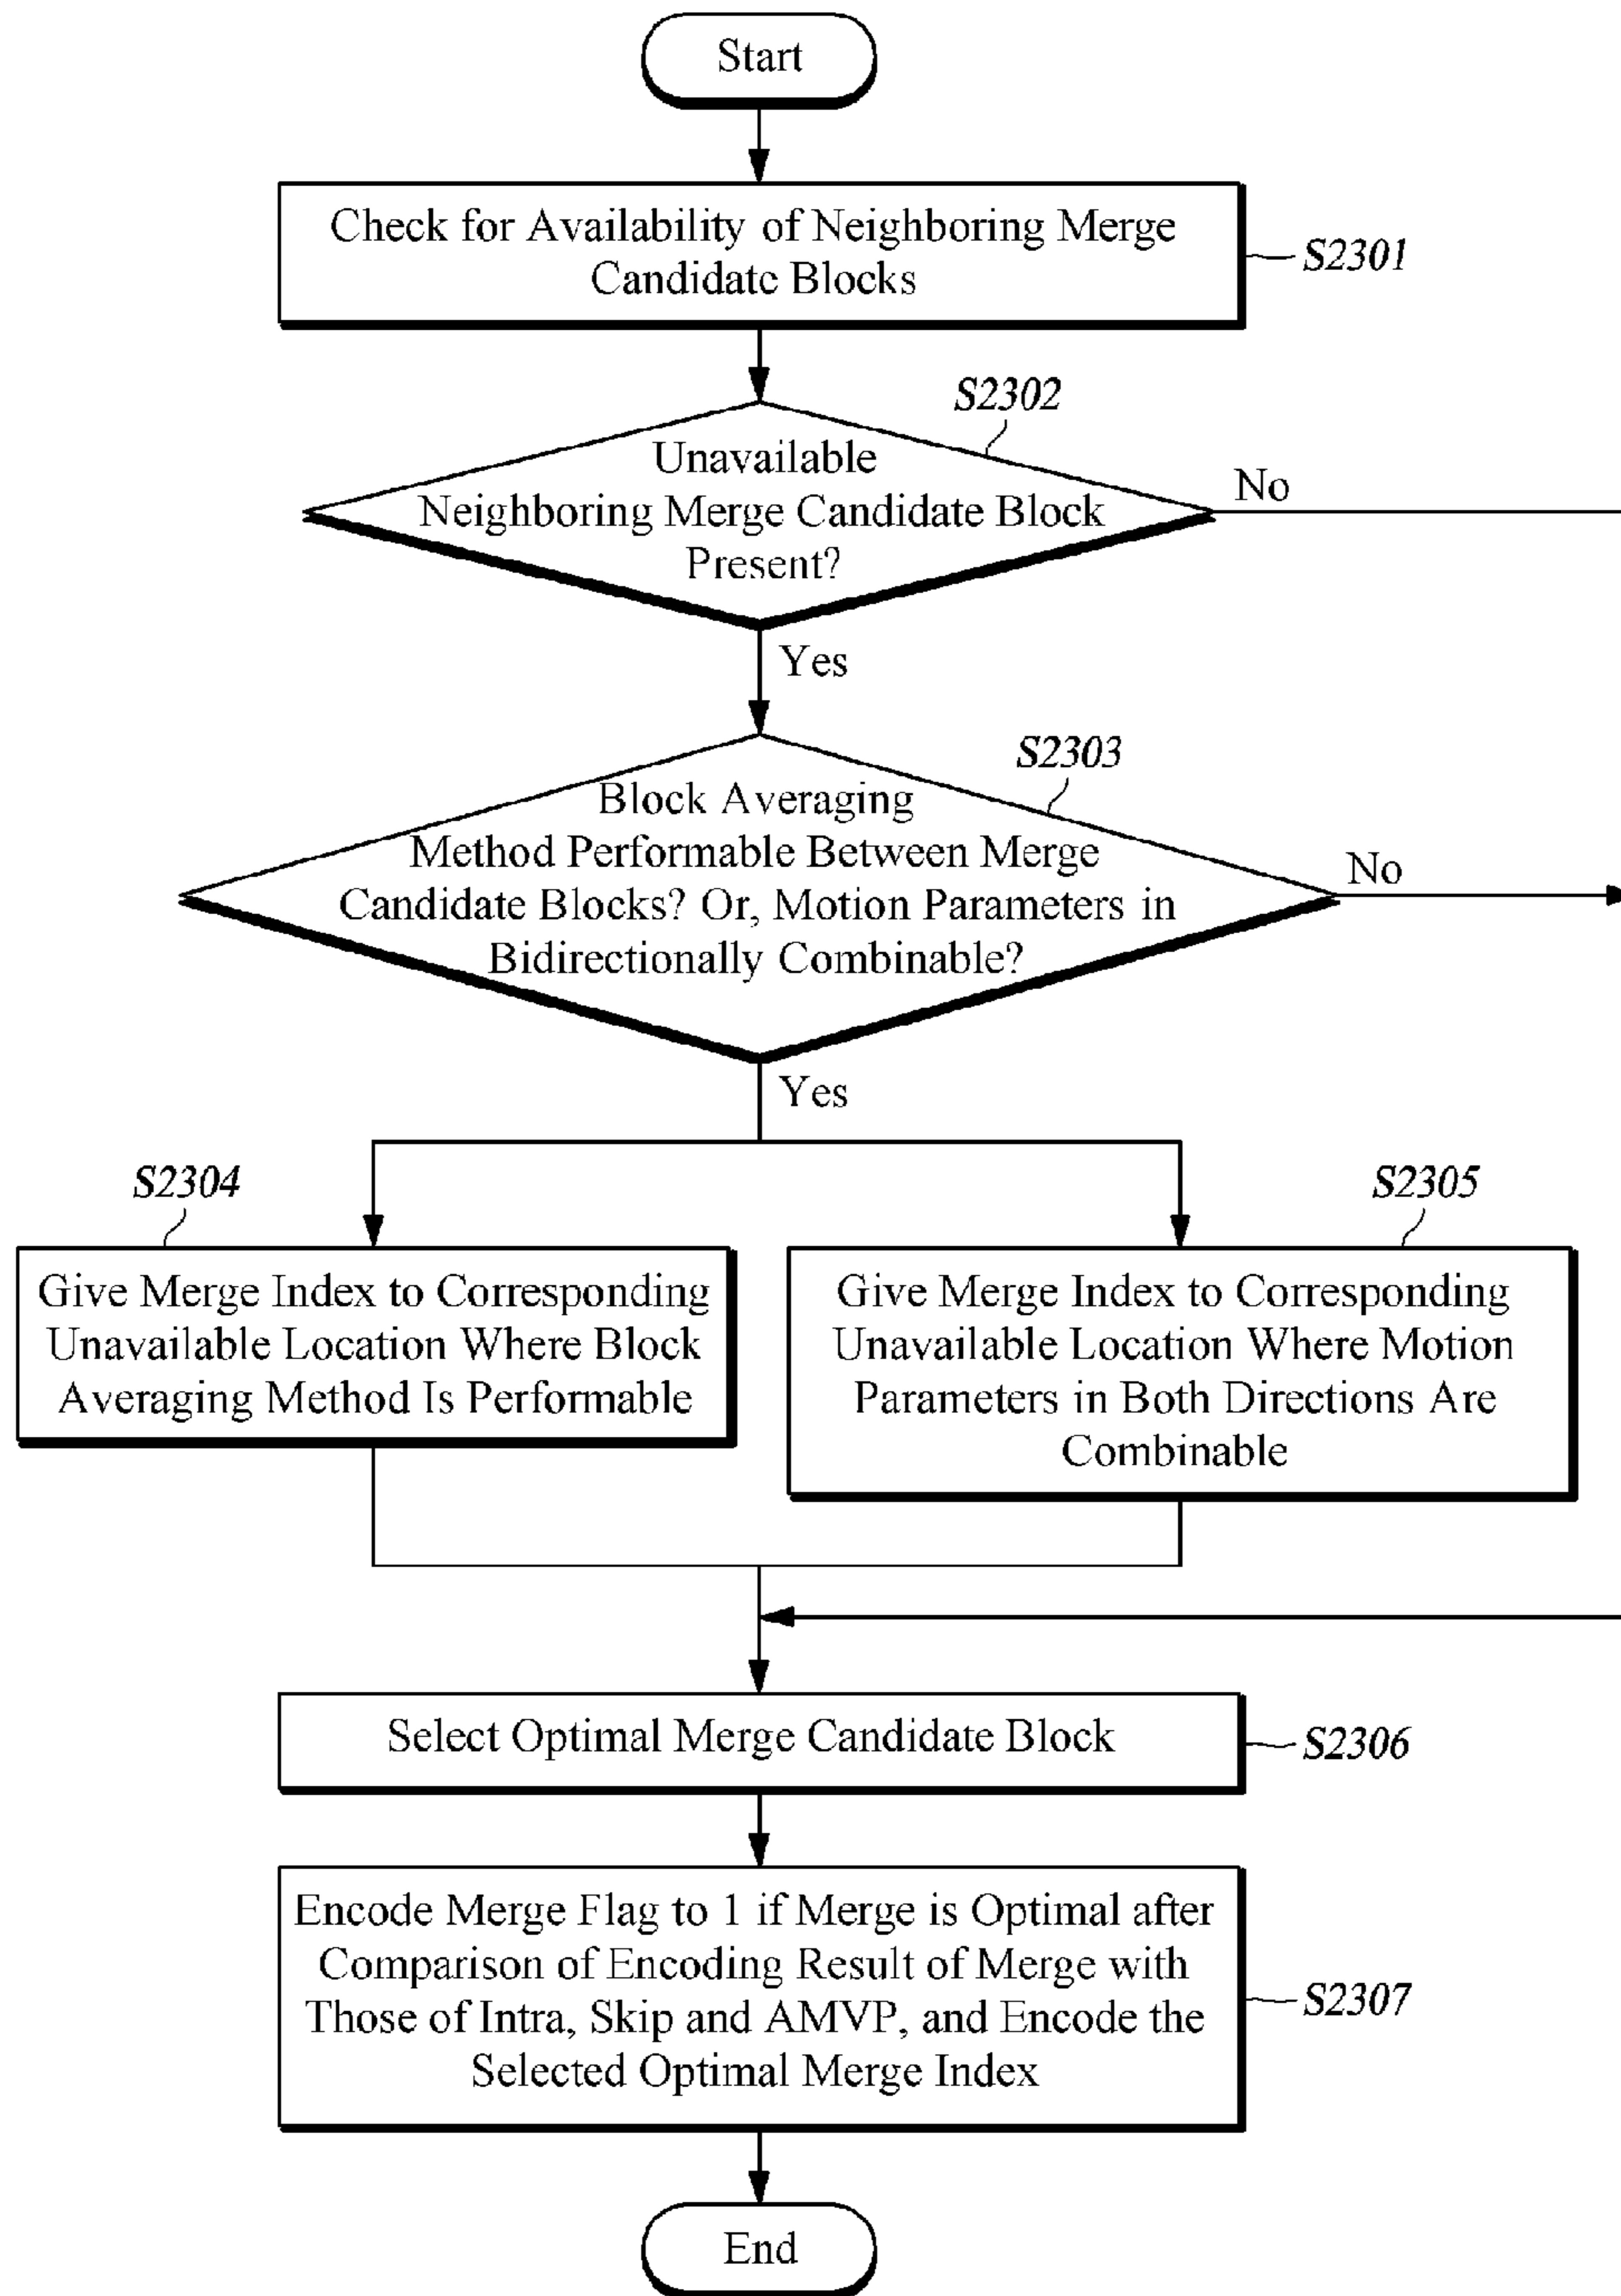 Start
Check for Availability of Neighboring Merge
Candidate Blocks
S2301
S2302
Unavailable
Neighboring Merge Candidate Block
Present?
No
Yes
S2303
Block Averaging
Method Performable Between Merge
Candidate Blocks? Or, Motion Parameters in
Bidirectionally Combinable?
No
Yes
S2304
Give Merge Index to Corresponding
Unavailable Location Where Block
Averaging Method Is Performable
S2305
Give Merge Index to Corresponding
Unavailable Location Where Motion
Parameters in Both Directions Are
Combinable
Select Optimal Merge Candidate Block
S2306
Encode Merge Flag to 1 if Merge is Optimal after
Comparison of Encoding Result of Merge with
Those of Intra, Skip and AMVP, and Encode the
Selected Optimal Merge Index
S2307
End